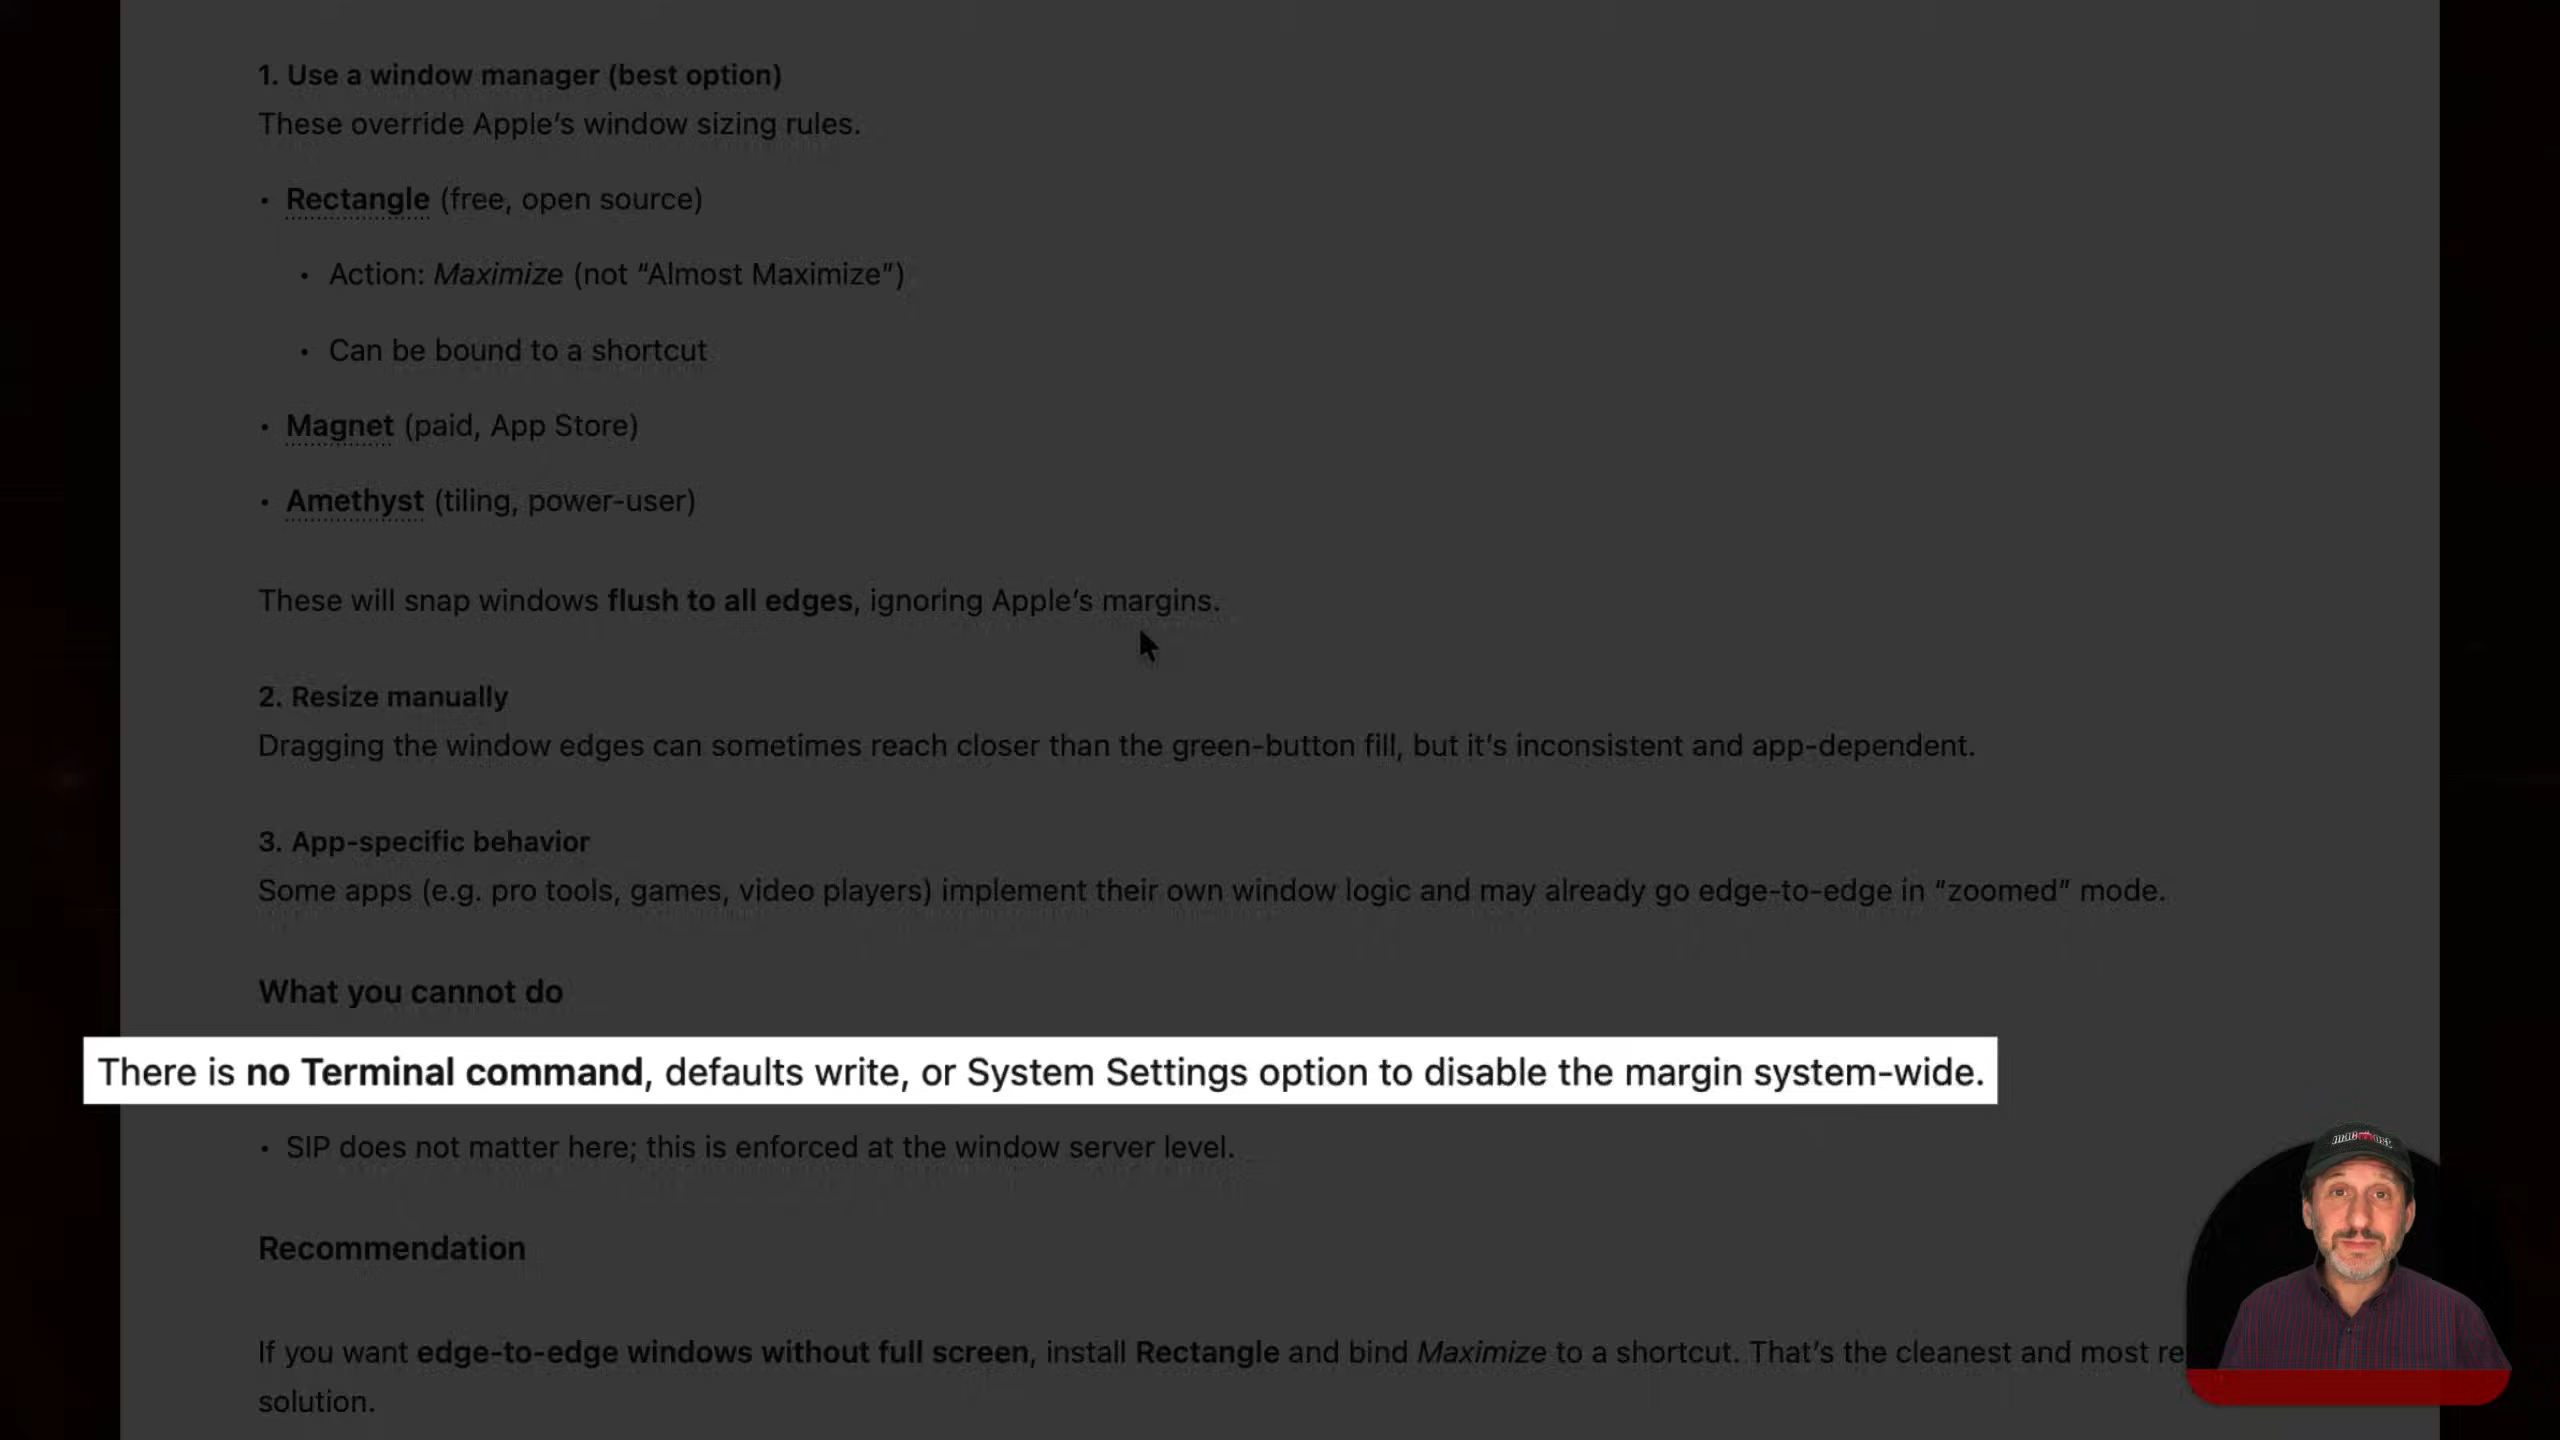 1. Use a window manager (best option)
These override Apple’s window sizing rules.
• Rectangle (free, open source)
• Action: Maximize (not “Almost Maximize”)
• Can be bound to a shortcut
• Magnet (paid, App Store)
• Amethyst (tiling, power-user)
These will snap windows flush to all edges, ignoring Apple’s margins.
2. Resize manually
Dragging the window edges can sometimes reach closer than the green-button fill, but it’s inconsistent and app-dependent.
3. App-specific behavior
Some apps (e.g. pro tools, games, video players) implement their own window logic and may already go edge-to-edge in “zoomed” mode.
What you cannot do
There is no Terminal command, defaults write, or System Settings option to disable the margin system-wide.
• SIP does not matter here; this is enforced at the window server level.
Recommendation
If you want edge-to-edge windows without full screen, install Rectangle and bind Maximize to a shortcut. That’s the cleanest and most re
solution.